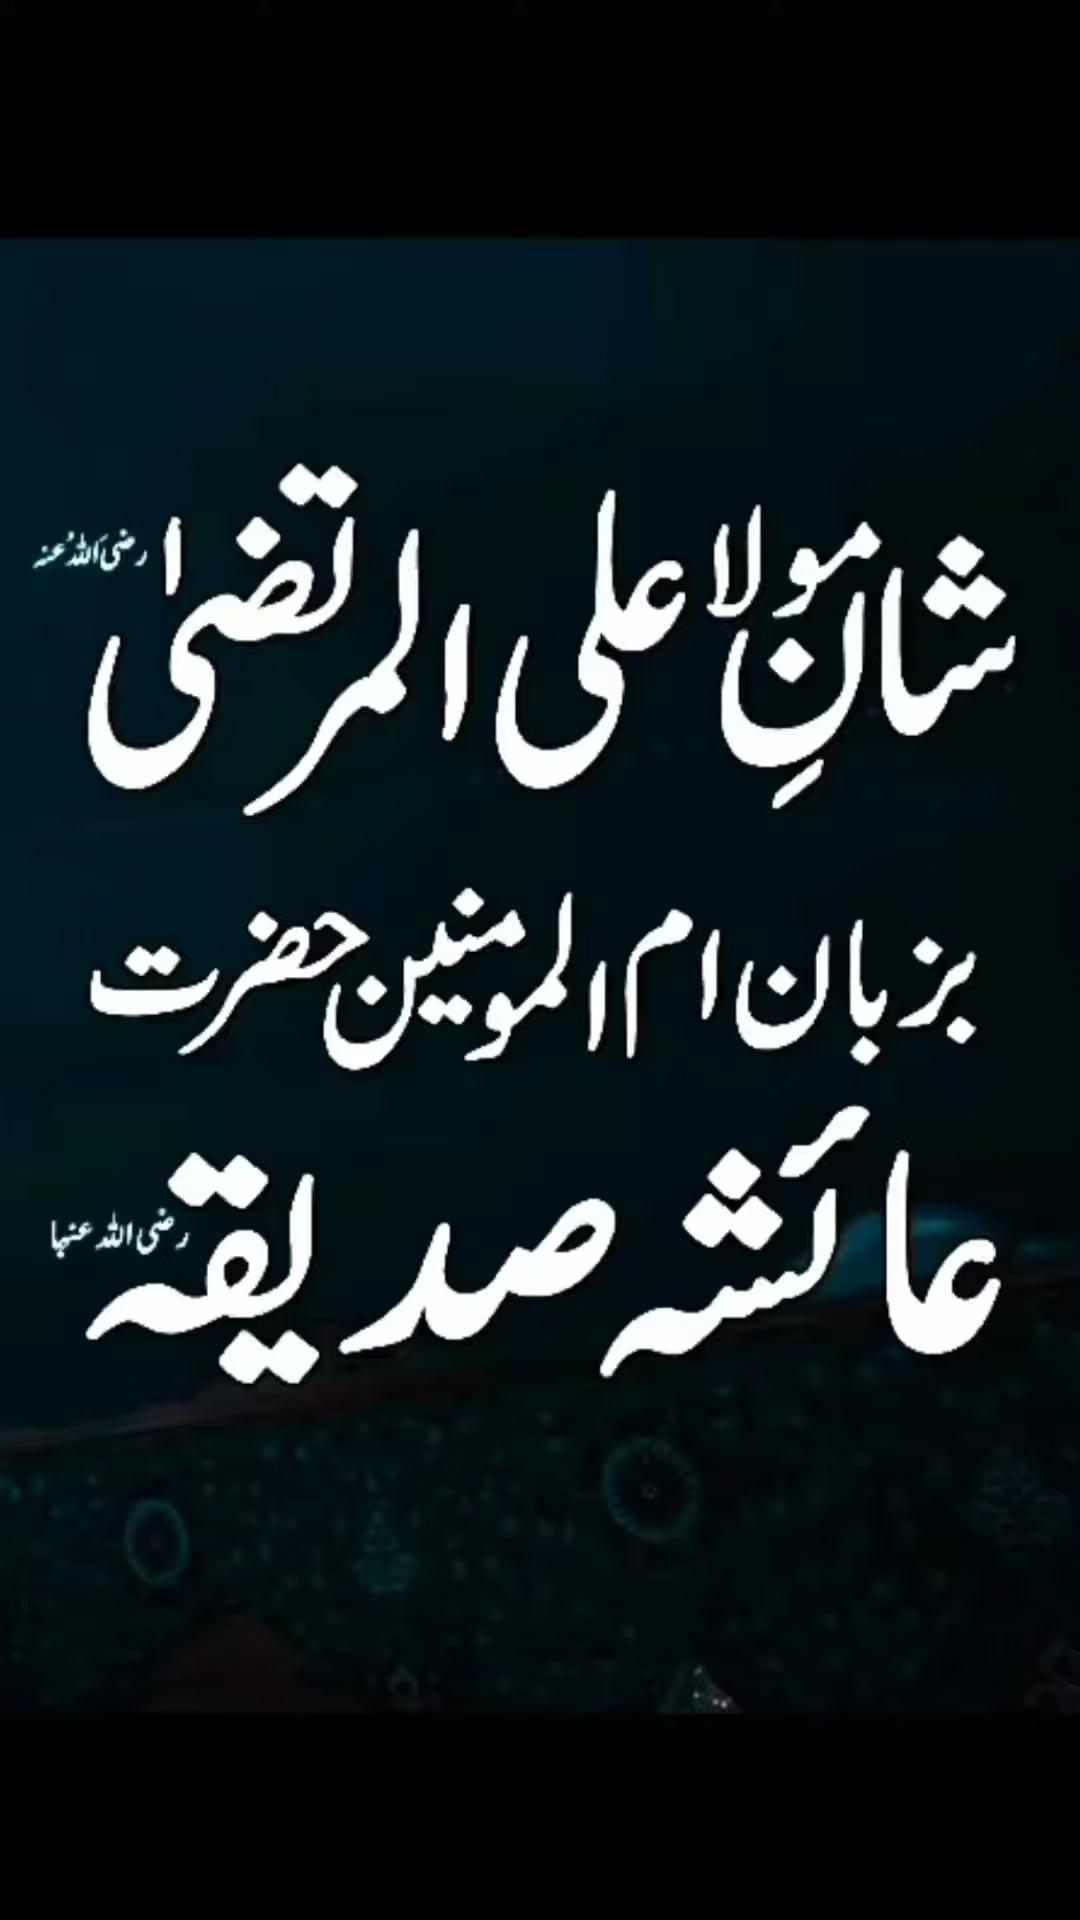 شانِ مولا علی المرتضیٰ رضی اللہُ عنہ
بزبان ام المومنین حضرت
عائشہ صدیقہ رضی اللہ عنہا